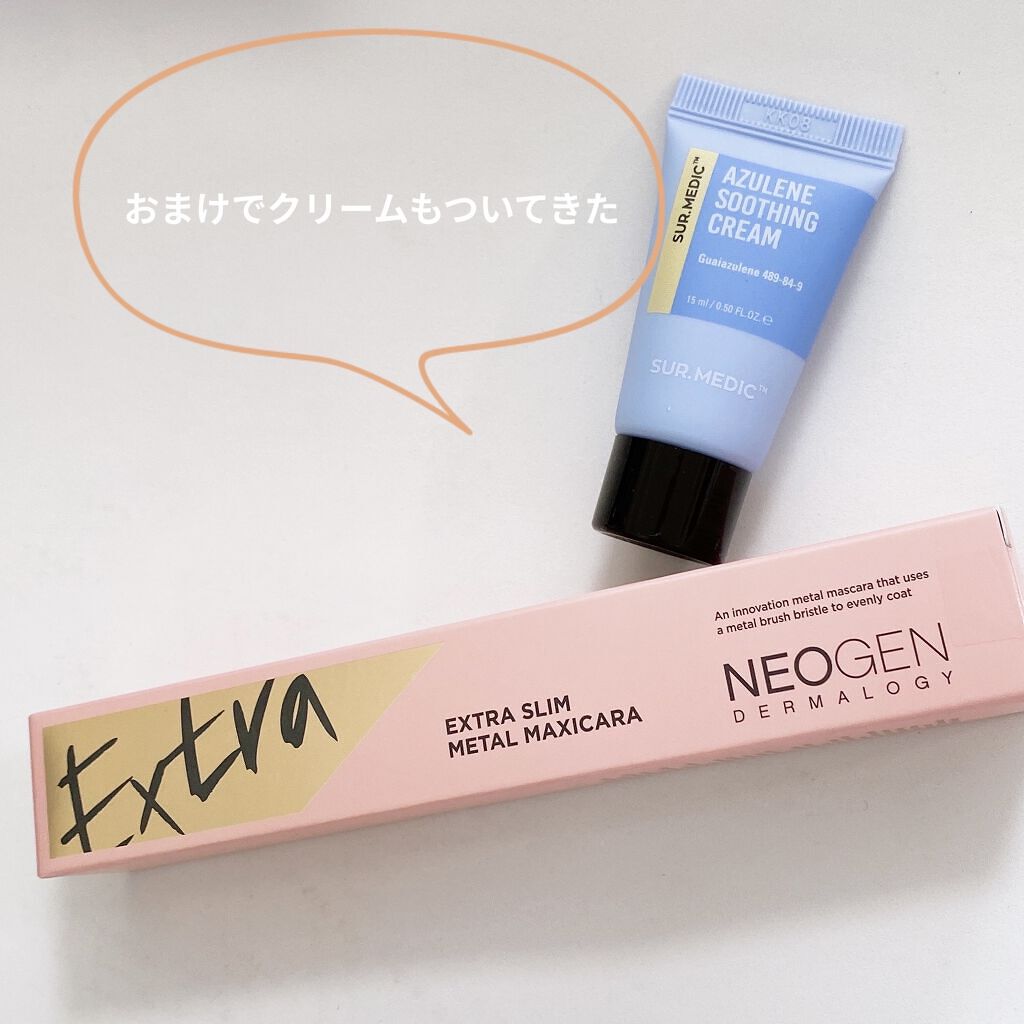 おまけでクリームもついてきた
KK08
SUR.MEDIC™
AZULENE
SOOTHING
CREAM
Guaiazulene 489-84-9
15 ml / 0.50 FL.OZ. ℮
SUR.MEDIC™
An innovation metal mascara that uses
a metal brush bristle to evenly coat
NEOGEN
DERMALOGY
EXTRA SLIM
METAL MAXICARA
Extra